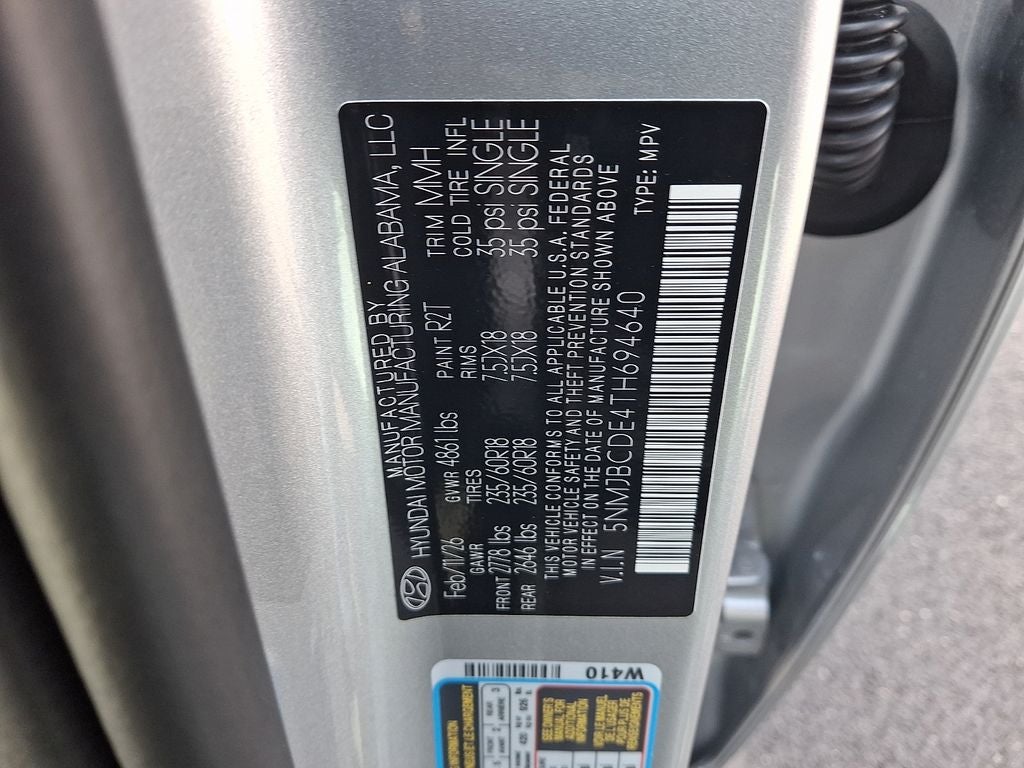 MANUFACTURED BY
HYUNDAI MOTOR MANUFACTURING ALABAMA, LLC
Feb/11/26 GVWR 4861 lbs PAINT R2T TRIM MMH
GAWR TIRES RIMS COLD TIRE INFL
FRONT 2778 lbs 235/60R18 7.5JX18 35 psi SINGLE
REAR 2646 lbs 235/60R18 7.5JX18 35 psi SINGLE
THIS VEHICLE CONFORMS TO ALL APPLICABLE U.S.A. FEDERAL
MOTOR VEHICLE SAFETY AND THEFT PREVENTION STANDARDS
IN EFFECT ON THE DATE OF MANUFACTURE SHOWN ABOVE
V.I.N 5NMJBCDE4TH694640 TYPE: MPV
W410